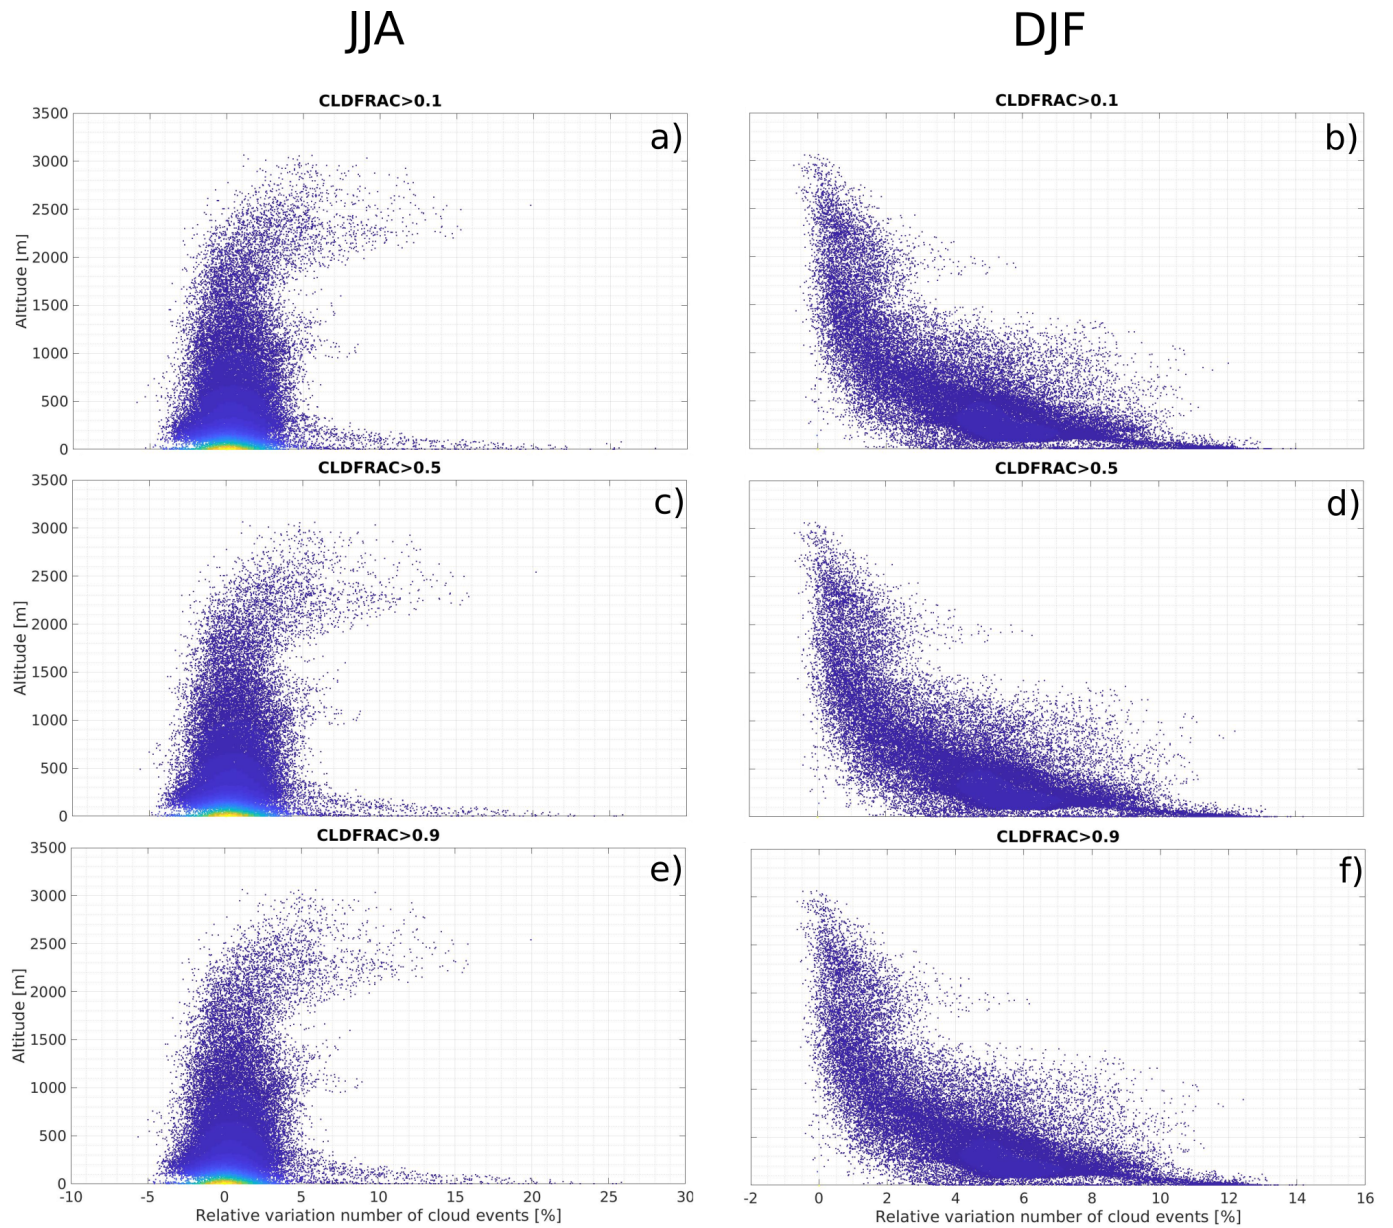 JJA DJF
CLDFRAC>0.1 CLDFRAC>0.1
a) b)
3500
3000
2500
2000
1500
1000
500
0
Altitude [m]
CLDFRAC>0.5 CLDFRAC>0.5
c) d)
3500
3000
2500
2000
1500
1000
500
0
Altitude [m]
CLDFRAC>0.9 CLDFRAC>0.9
e) f)
3500
3000
2500
2000
1500
1000
500
0
Altitude [m]
-10 -5 0 5 10 15 20 25 30 -2 0 2 4 6 8 10 12 14 16
Relative variation number of cloud events [%] Relative variation number of cloud events [%]